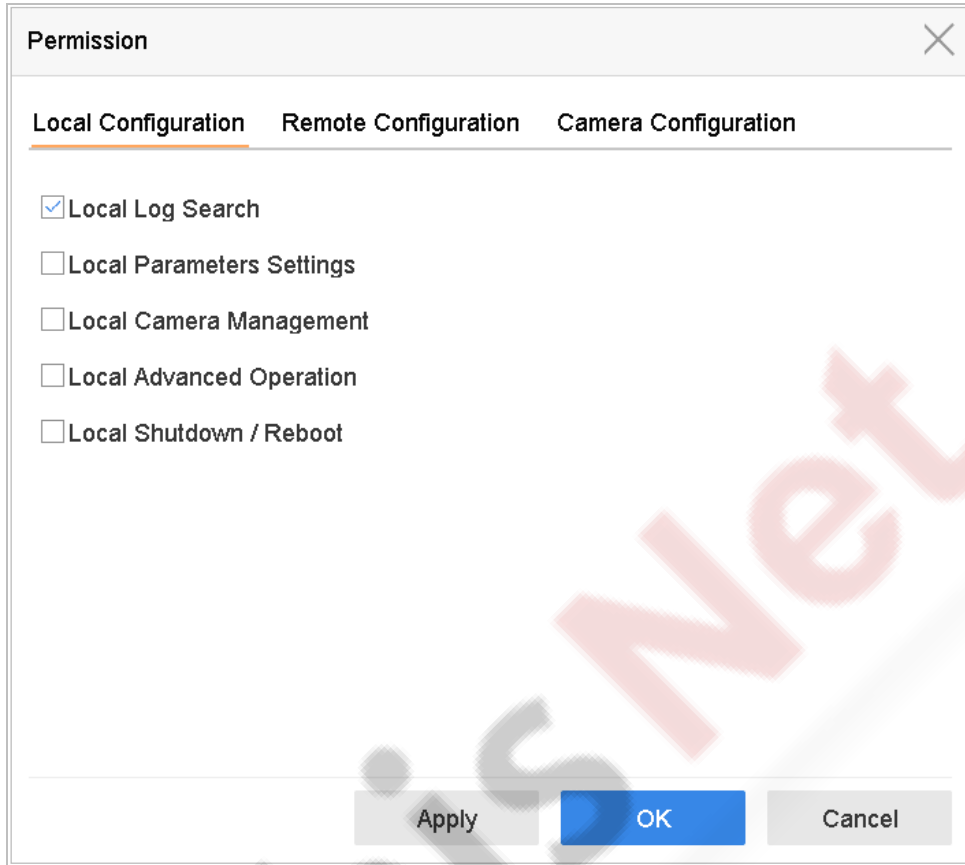 Permission
Local Configuration Remote Configuration Camera Configuration
Local Log Search
Local Parameters Settings
Local Camera Management
Local Advanced Operation
Local Shutdown / Reboot
Apply OK Cancel
isNet